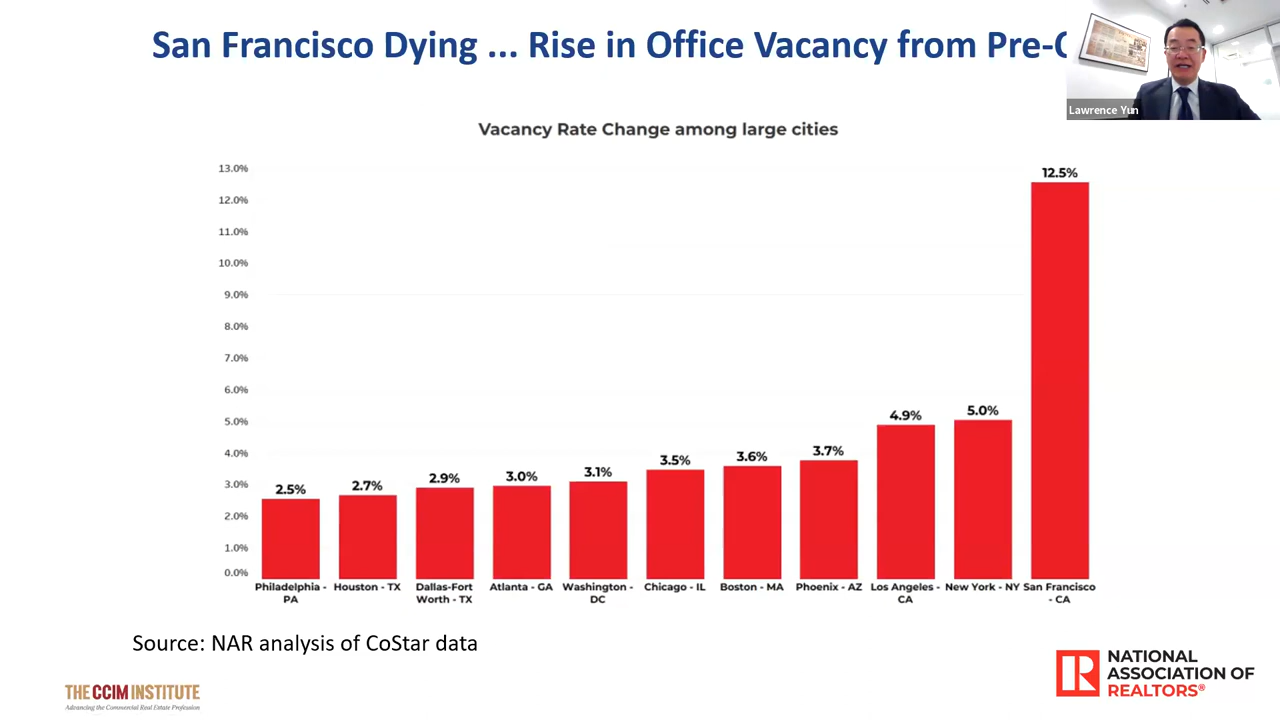 San Francisco Dying ... Rise in Office Vacancy from Pre-
Lawrence Yun
Vacancy Rate Change among large cities
13.0%
12.0%
11.0%
10.0%
9.0%
8.0%
7.0%
6.0%
5.0%
4.0%
3.0%
2.0%
1.0%
0.0%
2.5%
2.7%
2.9%
3.0%
3.1%
3.5%
3.6%
3.7%
4.9%
5.0%
12.5%
Philadelphia -
PA
Houston - TX
Dallas-Fort
Worth - TX
Atlanta - GA
Washington -
DC
Chicago - IL
Boston - MA
Phoenix - AZ
Los Angeles -
CA
New York - NY
San Francisco
- CA
Source: NAR analysis of CoStar data
THE CCIM INSTITUTE
Advancing the Commercial Real Estate Profession
NATIONAL
ASSOCIATION OF
REALTORS®